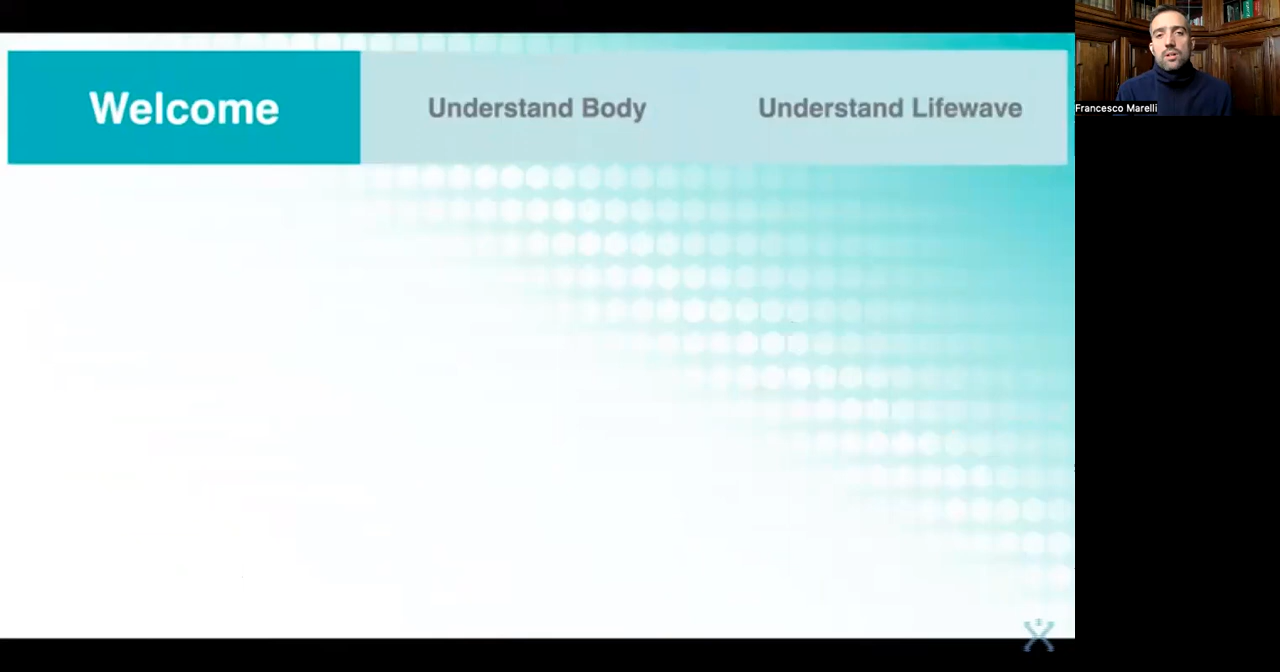 Welcome
Understand Body
Understand Lifewave
Francesco Marelli